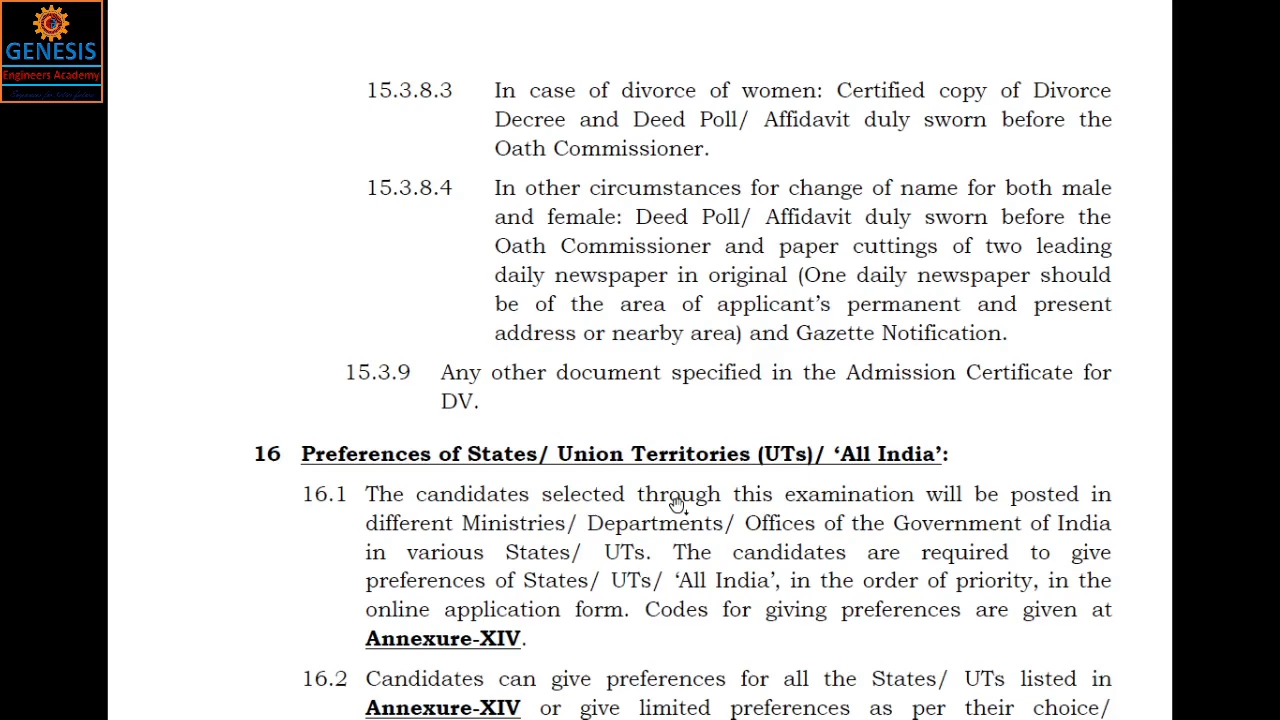 GENESIS
Engineers Academy
15.3.8.3 In case of divorce of women: Certified copy of Divorce
Decree and Deed Poll/ Affidavit duly sworn before the
Oath Commissioner.
15.3.8.4 In other circumstances for change of name for both male
and female: Deed Poll/ Affidavit duly sworn before the
Oath Commissioner and paper cuttings of two leading
daily newspaper in original (One daily newspaper should
be of the area of applicant’s permanent and present
address or nearby area) and Gazette Notification.
15.3.9 Any other document specified in the Admission Certificate for
DV.
16 Preferences of States/ Union Territories (UTs)/ ‘All India’:
16.1 The candidates selected through this examination will be posted in
different Ministries/ Departments/ Offices of the Government of India
in various States/ UTs. The candidates are required to give
preferences of States/ UTs/ ‘All India’, in the order of priority, in the
online application form. Codes for giving preferences are given at
Annexure-XIV.
16.2 Candidates can give preferences for all the States/ UTs listed in
Annexure-XIV or give limited preferences as per their choice/